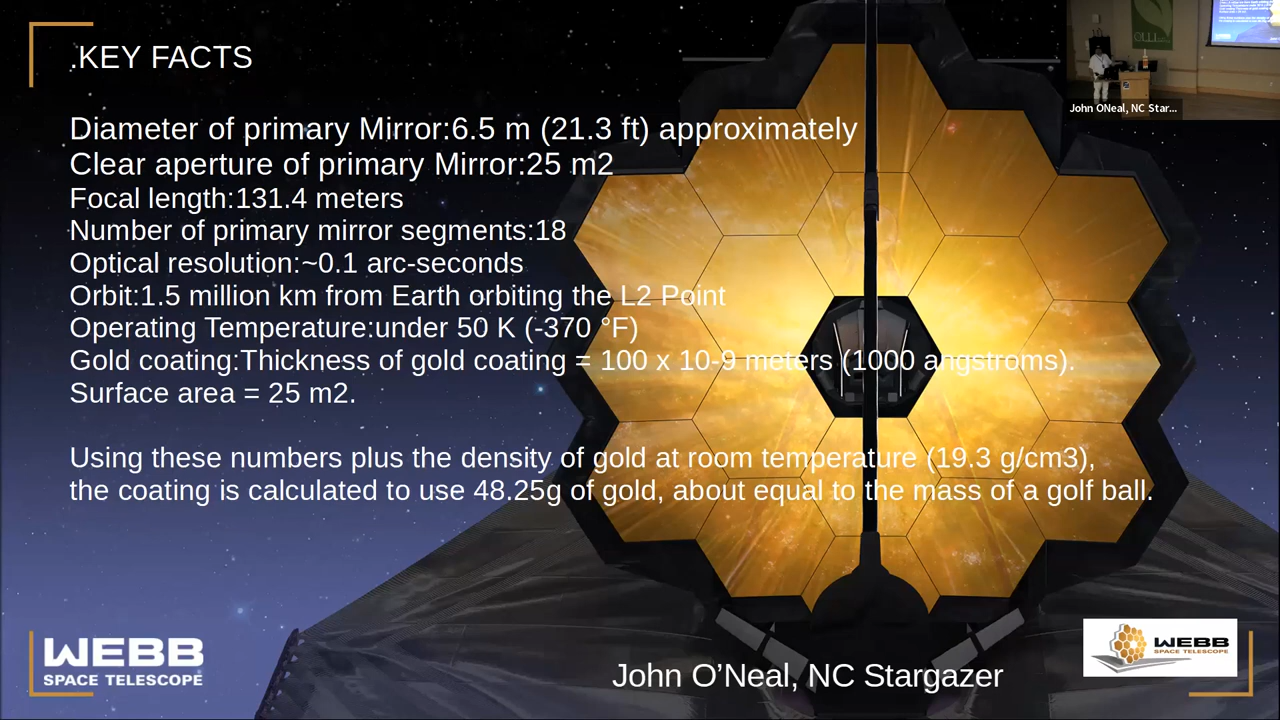 .KEY FACTS
John ONeal, NC Star...
Diameter of primary Mirror:6.5 m (21.3 ft) approximately
Clear aperture of primary Mirror:25 m2
Focal length:131.4 meters
Number of primary mirror segments:18
Optical resolution:~0.1 arc-seconds
Orbit:1.5 million km from Earth orbiting the L2 Point
Operating Temperature:under 50 K (-370 °F)
Gold coating:Thickness of gold coating = 100 x 10-9 meters (1000 angstroms).
Surface area = 25 m2.
Using these numbers plus the density of gold at room temperature (19.3 g/cm3),
the coating is calculated to use 48.25g of gold, about equal to the mass of a golf ball.
WEBB
SPACE TELESCOPE
John O’Neal, NC Stargazer
WEBB
SPACE TELESCOPE